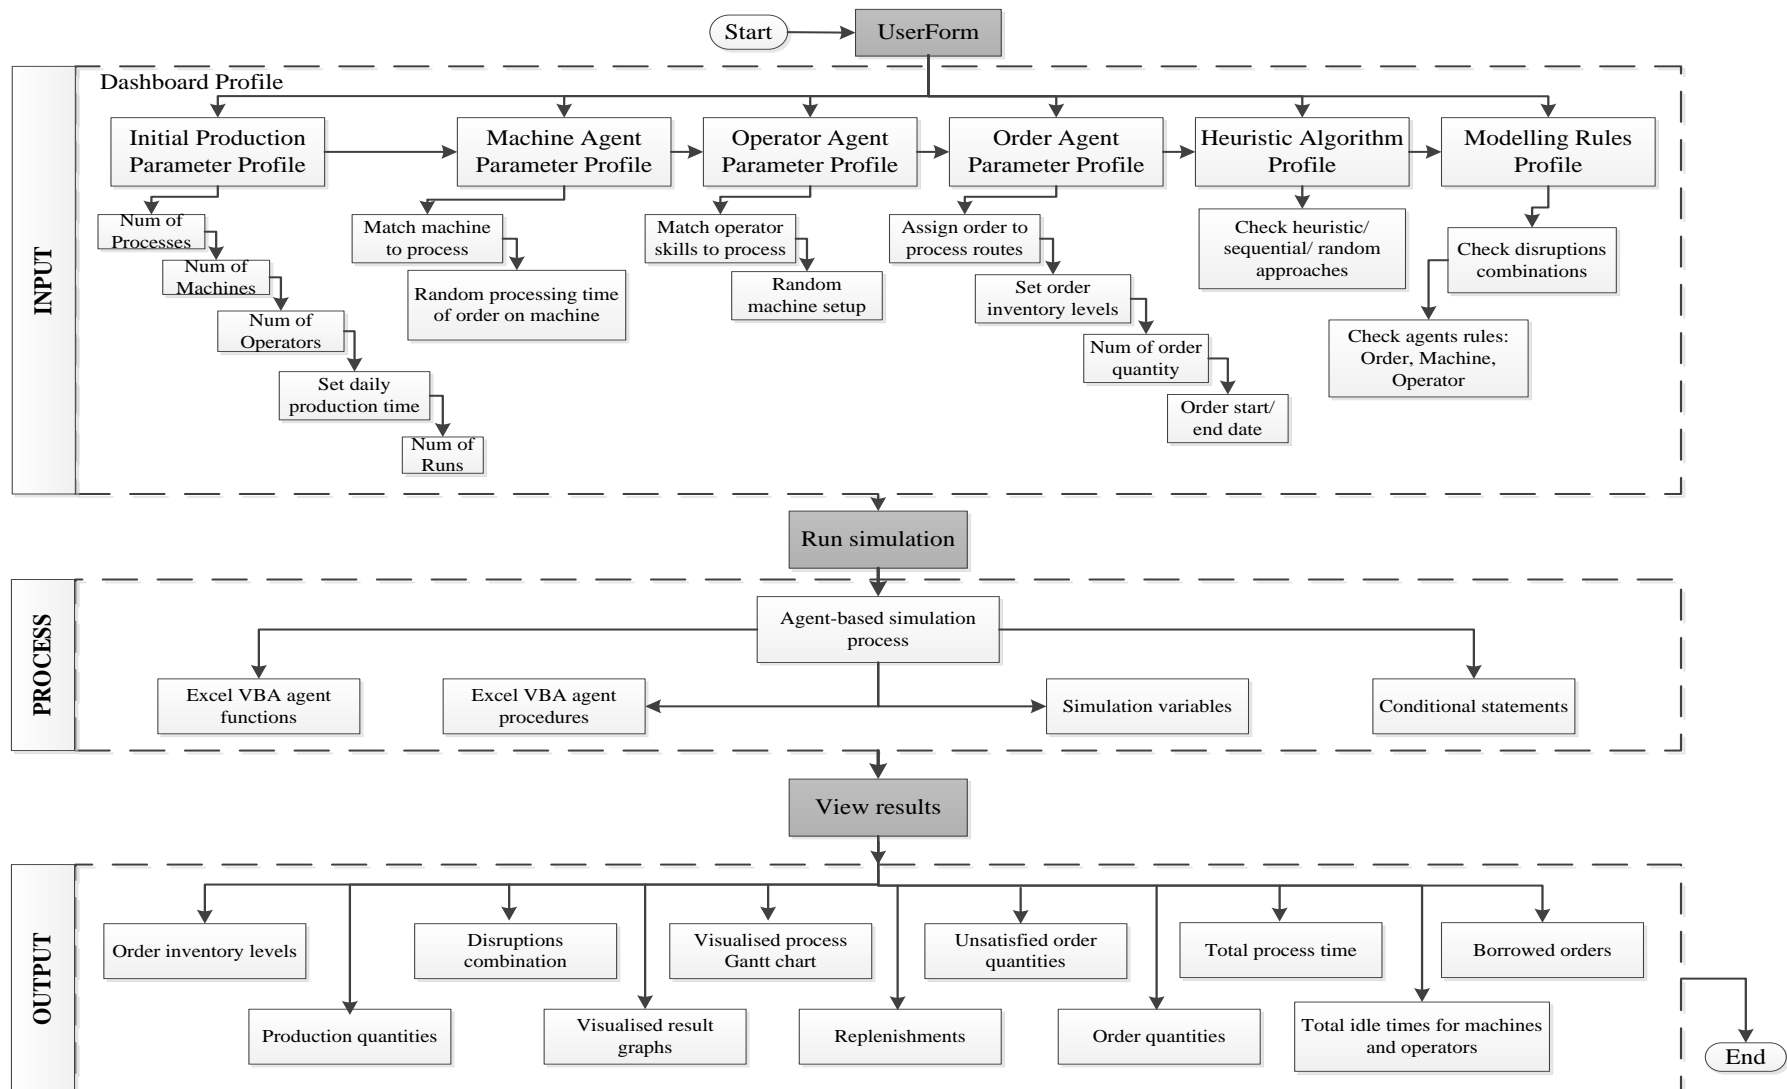 Start
UserForm
INPUT
Dashboard Profile
Initial Production
Parameter Profile
Machine Agent
Parameter Profile
Operator Agent
Parameter Profile
Order Agent
Parameter Profile
Heuristic Algorithm
Profile
Modelling Rules
Profile
Num of
Processes
Num of
Machines
Num of
Operators
Set daily
production time
Num of
Runs
Match machine
to process
Random processing time
of order on machine
Match operator
skills to process
Random
machine setup
Assign order to
process routes
Set order
inventory levels
Num of order
quantity
Order start/
end date
Check heuristic/
sequential/ random
approaches
Check disruptions
combinations
Check agents rules:
Order, Machine,
Operator
Run simulation
PROCESS
Agent-based simulation
process
Excel VBA agent
functions
Excel VBA agent
procedures
Simulation variables
Conditional statements
View results
OUTPUT
Order inventory levels
Disruptions
combination
Visualised process
Gantt chart
Unsatisfied order
quantities
Total process time
Borrowed orders
Production quantities
Visualised result
graphs
Replenishments
Order quantities
Total idle times for machines
and operators
End